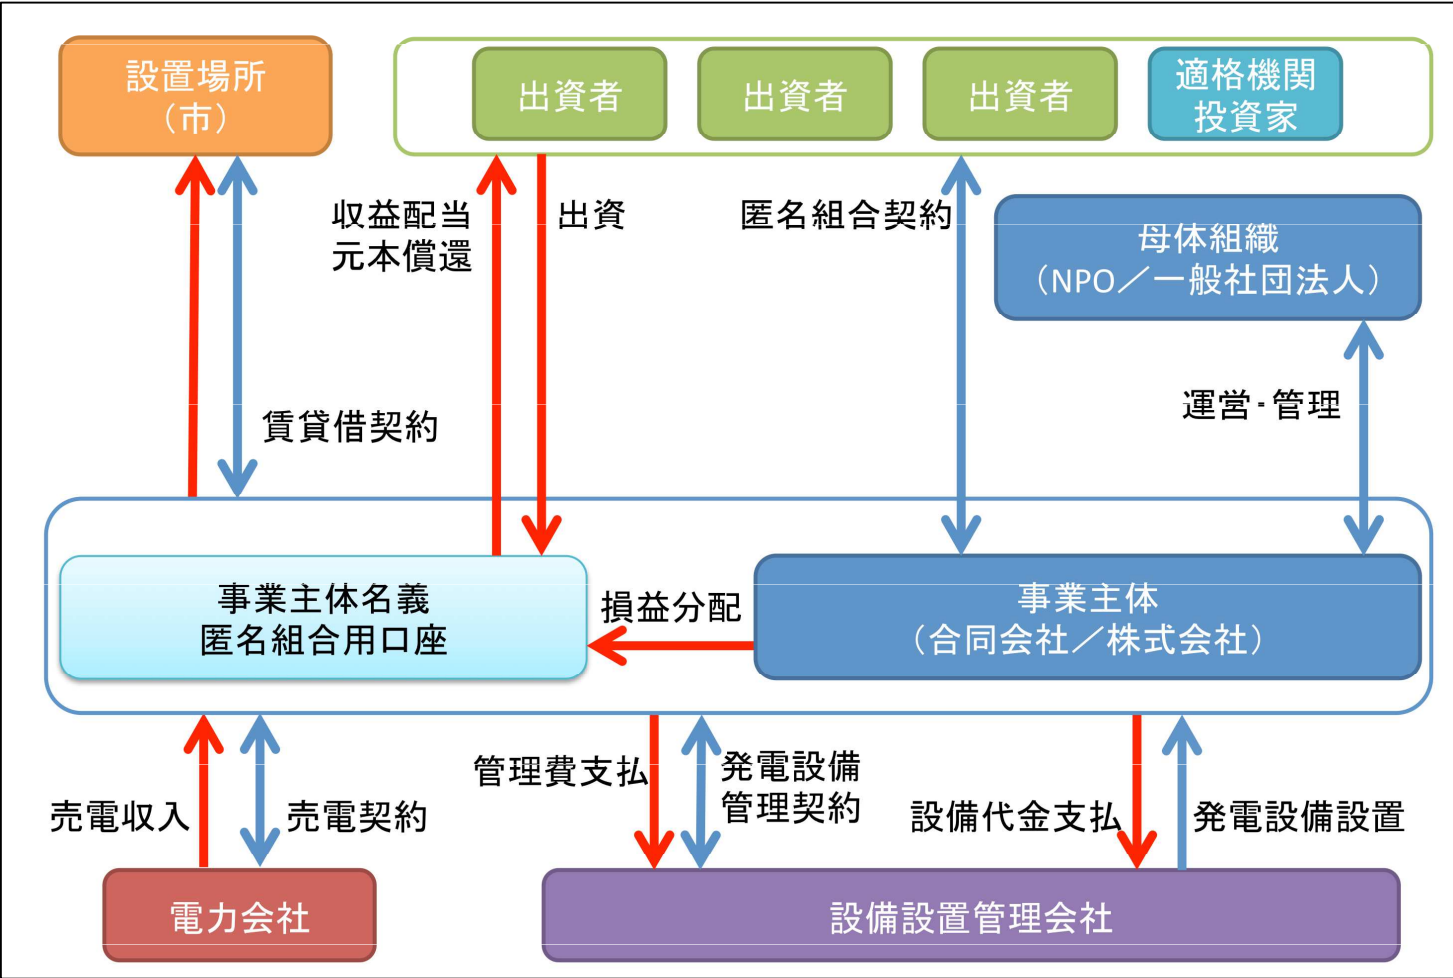 設置場所
（市）
出資者
出資者
出資者
適格機関
投資家
収益配当
元本償還
出資
匿名組合契約
母体組織
（NPO／一般社団法人）
賃貸借契約
運営・管理
事業主体名義
匿名組合用口座
損益分配
事業主体
（合同会社／株式会社）
売電収入
売電契約
管理費支払
発電設備
管理契約
設備代金支払
発電設備設置
電力会社
設備設置管理会社